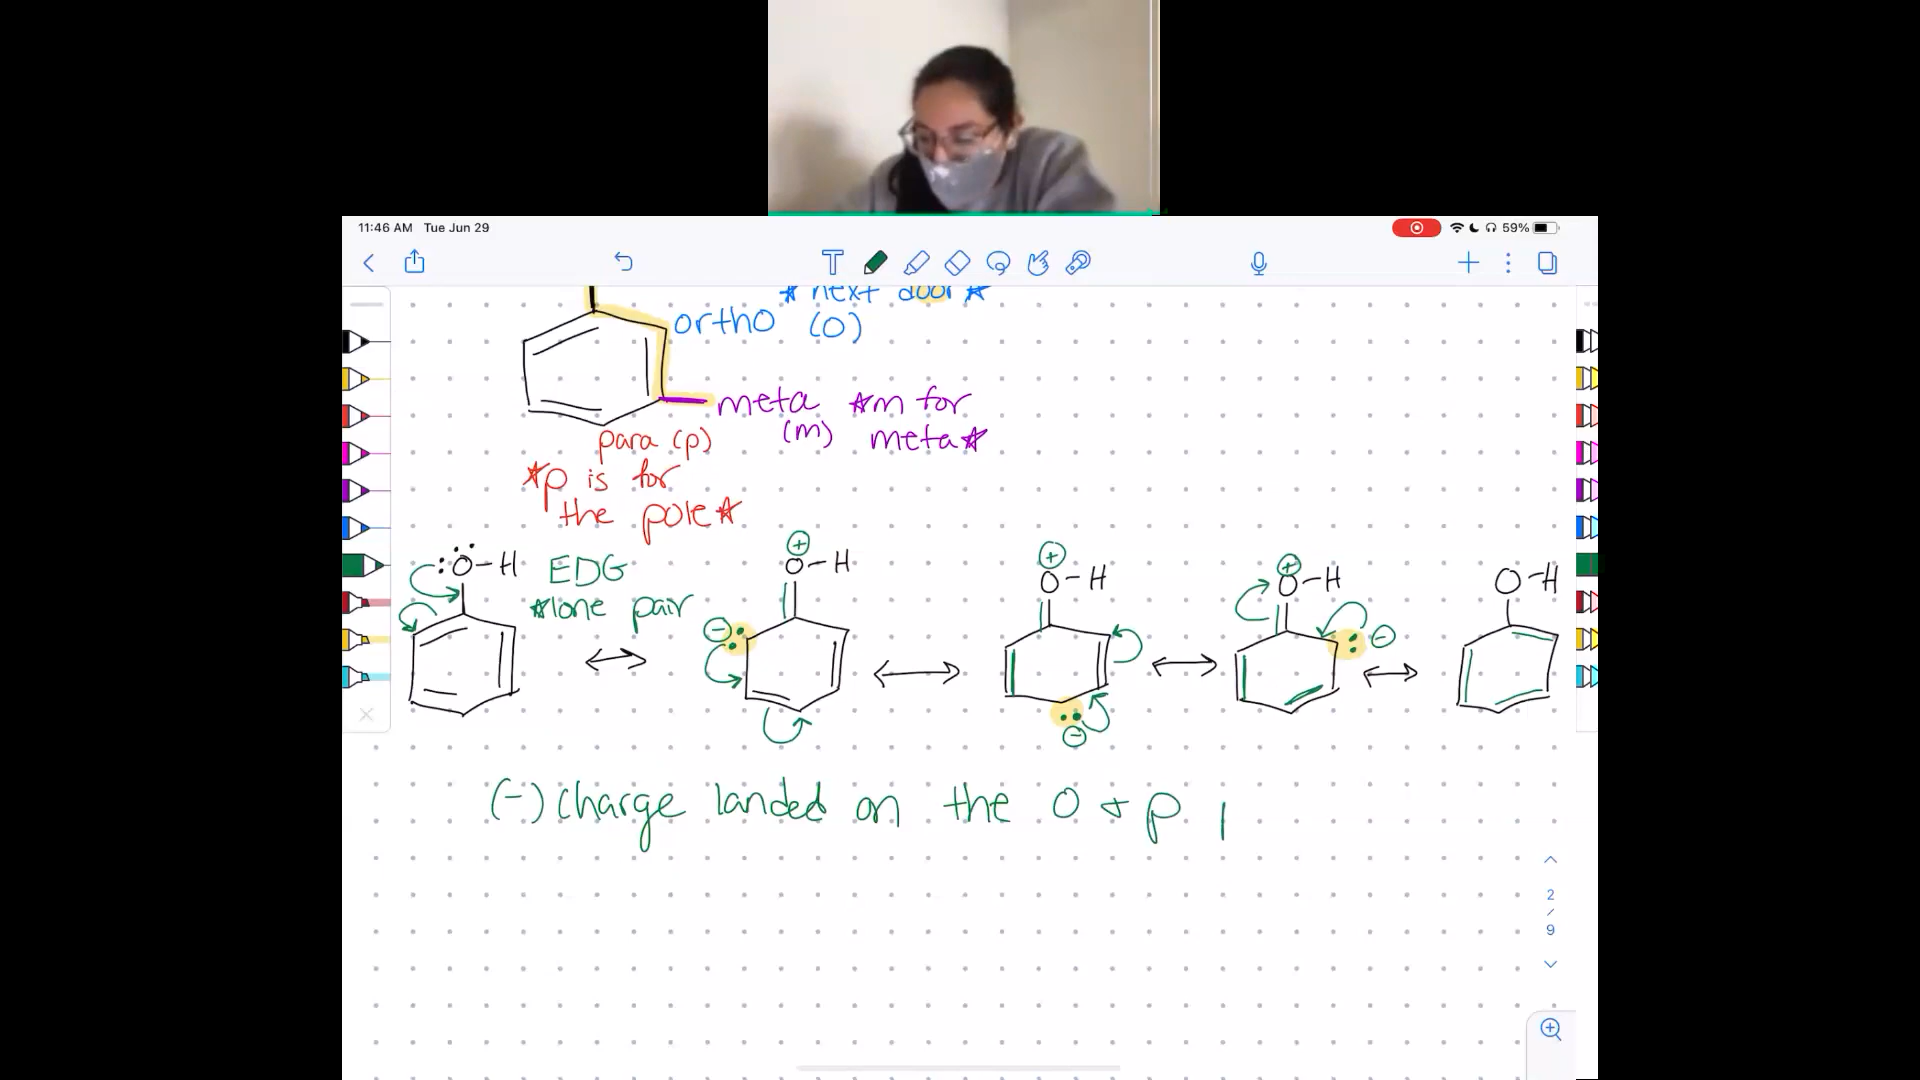 11:46 AM Tue Jun 29
59%
T
* next door *
ortho (O)
meta *m for
(m) meta*
para (p)
*p is for
the pole*
:O-H EDG
*lone pair
⊕
O-H
⊖
⊕
O-H
⊖
⊕
O-H
⊖
O-H
(-) charge landed on the O + p
2
/
9